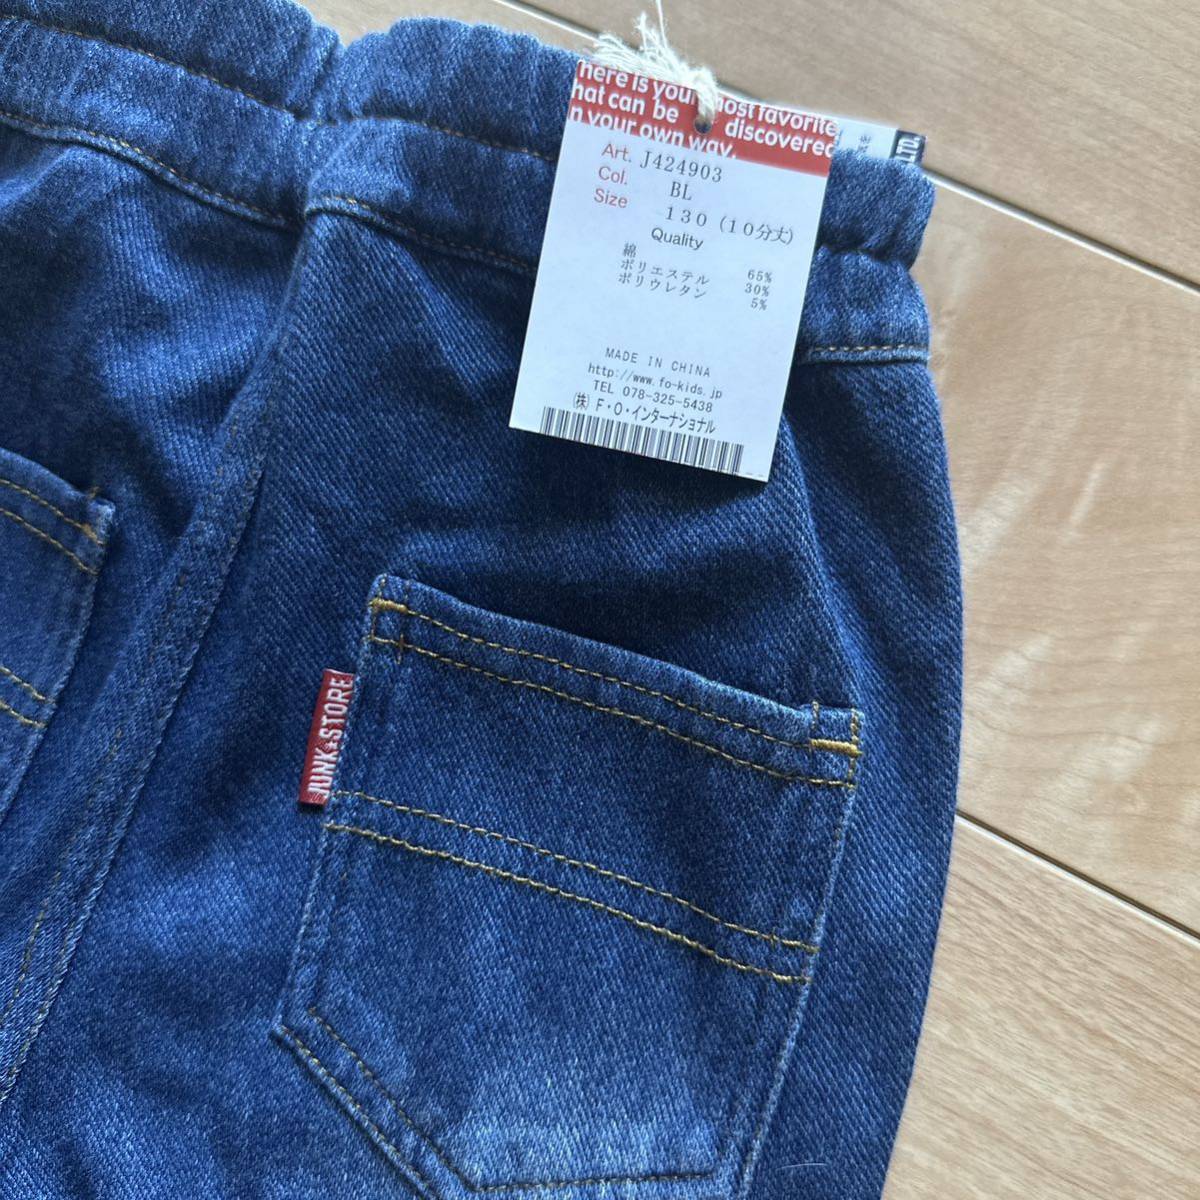 here is your most favorite
hat can be discovered
n your own way.
LTD.
Art. J424903
Col. BL
Size 130 (10分丈)
Quality
綿 65%
ポリエステル 30%
ポリウレタン 5%
MADE IN CHINA
http://www.fo-kids.jp
TEL 078-325-5438
㈱ F・O・インターナショナル
JUNK★STORE